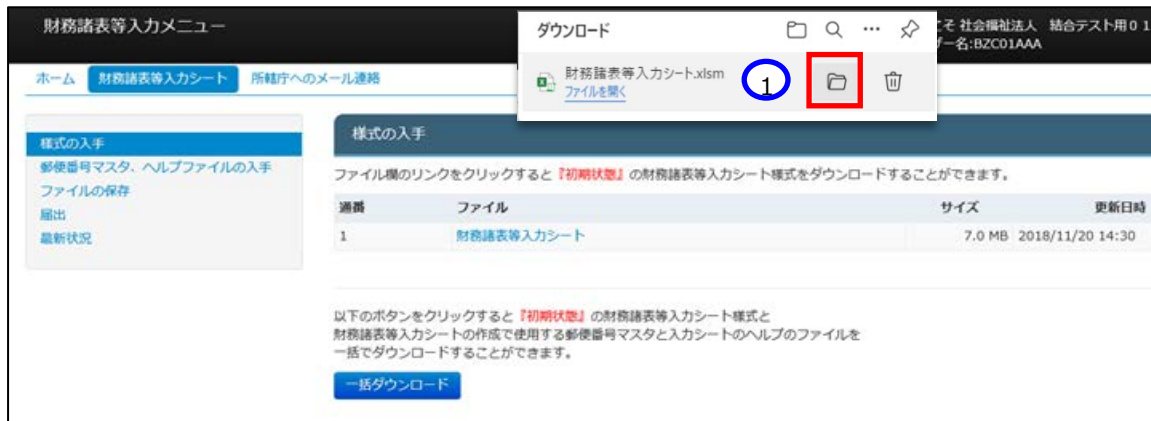 財務諸表等入力メニュー
ダウンロード
こそ 社会福祉法人 結合テスト用01
ザー名:BZC01AAA
ホーム 財務諸表等入力シート 所轄庁へのメール連絡
財務諸表等入力シート.xlsm
ファイルを開く
1
様式の入手
郵便番号マスタ、ヘルプファイルの入手
ファイルの保存
届出
最新状況
様式の入手
ファイル欄のリンクをクリックすると『初期状態』の財務諸表等入力シート様式をダウンロードすることができます。
通番 ファイル サイズ 更新日時
1 財務諸表等入力シート 7.0 MB 2018/11/20 14:30
以下のボタンをクリックすると『初期状態』の財務諸表等入力シート様式と
財務諸表等入力シートの作成で使用する郵便番号マスタと入力シートのヘルプのファイルを
一括でダウンロードすることができます。
一括ダウンロード